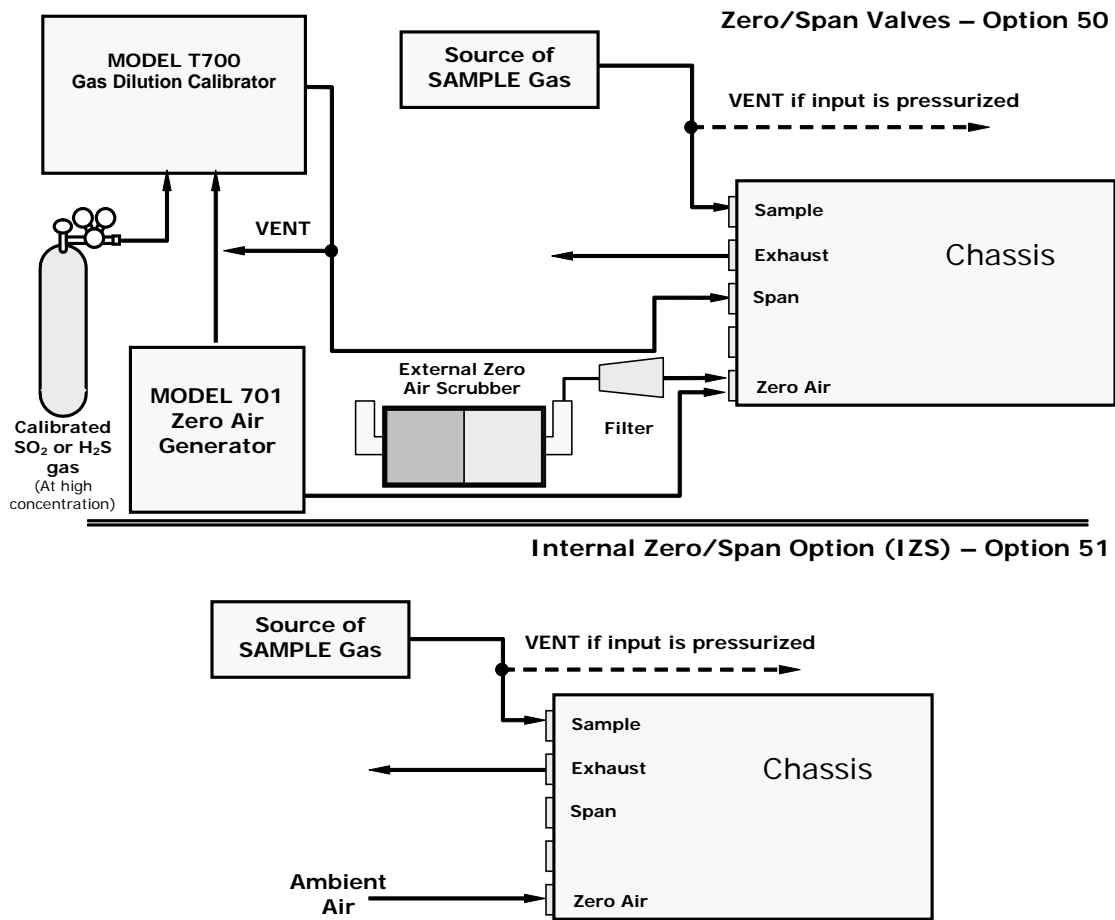 Zero/Span Valves – Option 50
MODEL T700
Gas Dilution Calibrator
Source of
SAMPLE Gas
VENT if input is pressurized
Sample
VENT
Exhaust
Chassis
Span
External Zero
Air Scrubber
Zero Air
MODEL 701
Zero Air
Generator
Filter
Calibrated
SO₂ or H₂S
gas
(At high
concentration)
Internal Zero/Span Option (IZS) – Option 51
Source of
SAMPLE Gas
VENT if input is pressurized
Sample
Exhaust
Chassis
Span
Ambient
Air
Zero Air